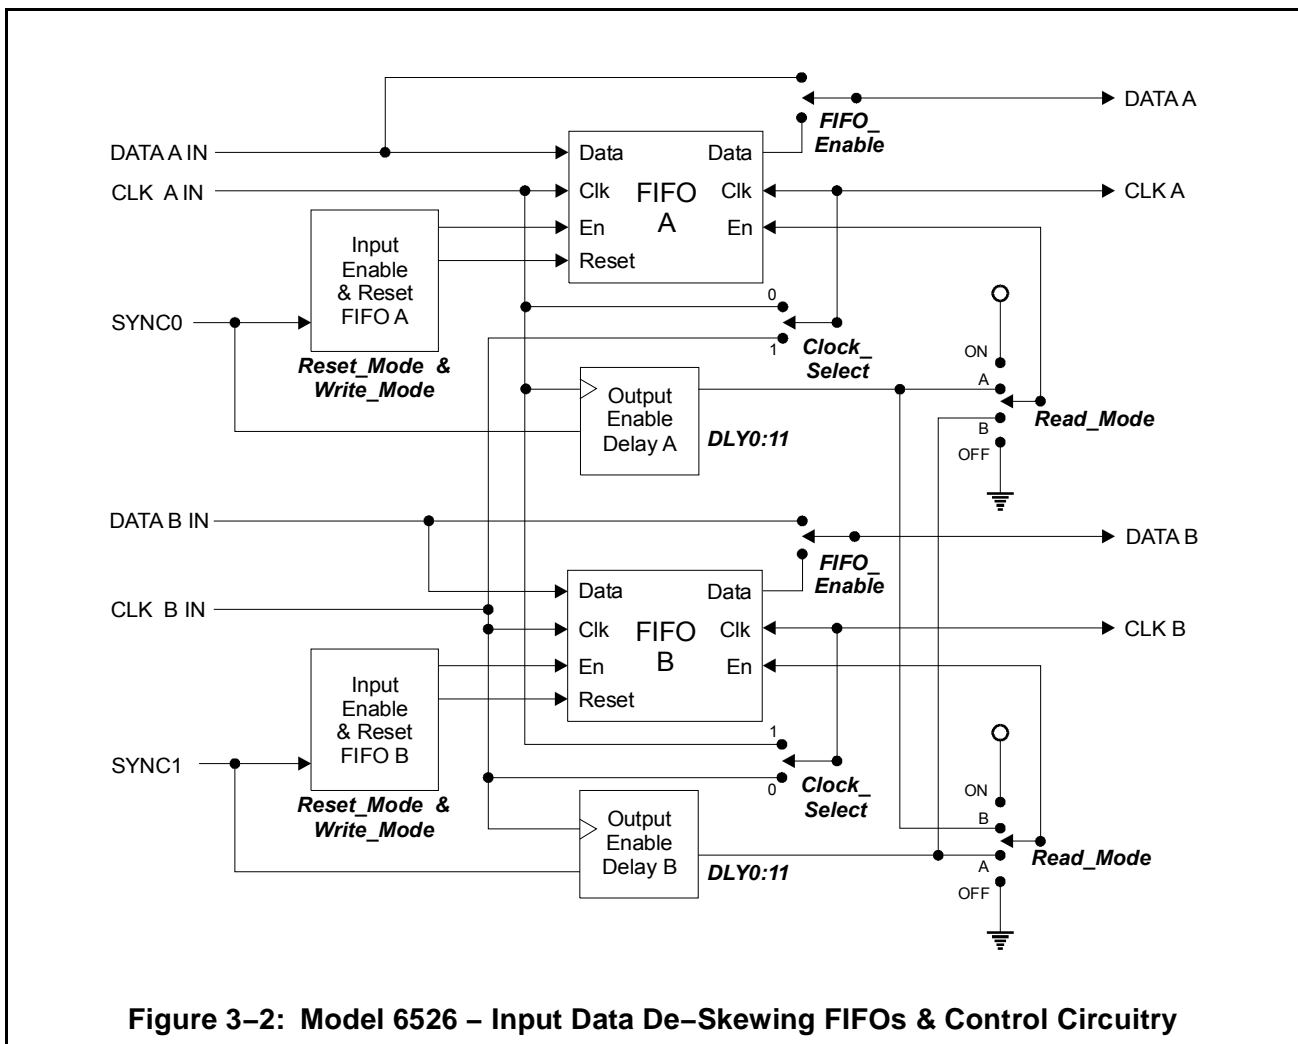 DATA A
FIFO_
Enable
DATA A IN
Data
Data
CLK A IN
Clk
FIFO
A
Clk
CLK A
En
En
Reset
Input
Enable
& Reset
FIFO A
SYNC0
Reset_Mode &
Write_Mode
0
1
Clock_
Select
ON
A
B
OFF
Read_Mode
Output
Enable
Delay A
DLY0:11
DATA B IN
DATA B
FIFO_
Enable
Data
Data
CLK B IN
Clk
FIFO
B
Clk
CLK B
En
En
Reset
Input
Enable
& Reset
FIFO B
SYNC1
Reset_Mode &
Write_Mode
1
0
Clock_
Select
ON
B
A
OFF
Read_Mode
Output
Enable
Delay B
DLY0:11
Figure 3–2: Model 6526 – Input Data De–Skewing FIFOs & Control Circuitry